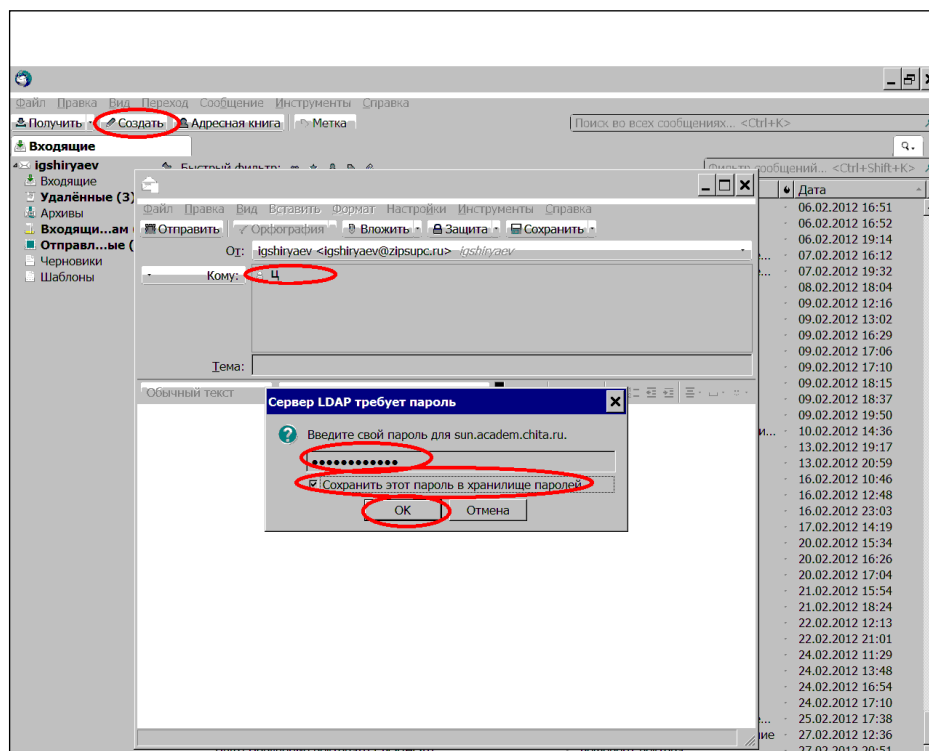 Файл Правка Вид Переход Сообщение Инструменты Справка
Получить Создать Адресная книга Метка Поиск во всех сообщениях... <Ctrl+K>
Входящие
igshiryaev Быстрый фильтр: Фильтр сообщений... <Ctrl+Shift+K>
Входящие
Удалённые (3)
Архивы
Входящи...ам
Отправл...ые (
Черновики
Шаблоны
Файл Правка Вид Вставить Формат Настройки Инструменты Справка
Отправить Орфография Вложить Защита Сохранить
От: igshiryaev <igshiryaev@zipsupc.ru> igshiryaev
Кому: Ц
Тема:
Обычный текст
Сервер LDAP требует пароль
Введите свой пароль для sun.academ.chita.ru.
••••••••••••
Сохранить этот пароль в хранилище паролей
OK Отмена
Дата
06.02.2012 16:51
06.02.2012 16:52
06.02.2012 19:14
07.02.2012 16:12
07.02.2012 19:32
08.02.2012 18:04
09.02.2012 12:16
09.02.2012 13:02
09.02.2012 16:29
09.02.2012 17:06
09.02.2012 17:10
09.02.2012 18:15
09.02.2012 18:37
09.02.2012 19:50
10.02.2012 14:36
13.02.2012 19:17
13.02.2012 20:59
16.02.2012 10:46
16.02.2012 12:48
16.02.2012 23:03
17.02.2012 14:19
20.02.2012 15:34
20.02.2012 16:26
20.02.2012 17:04
21.02.2012 15:54
21.02.2012 18:24
22.02.2012 12:13
22.02.2012 21:01
24.02.2012 11:29
24.02.2012 13:48
24.02.2012 16:54
24.02.2012 17:10
25.02.2012 17:38
27.02.2012 12:36
27.02.2012 20:51